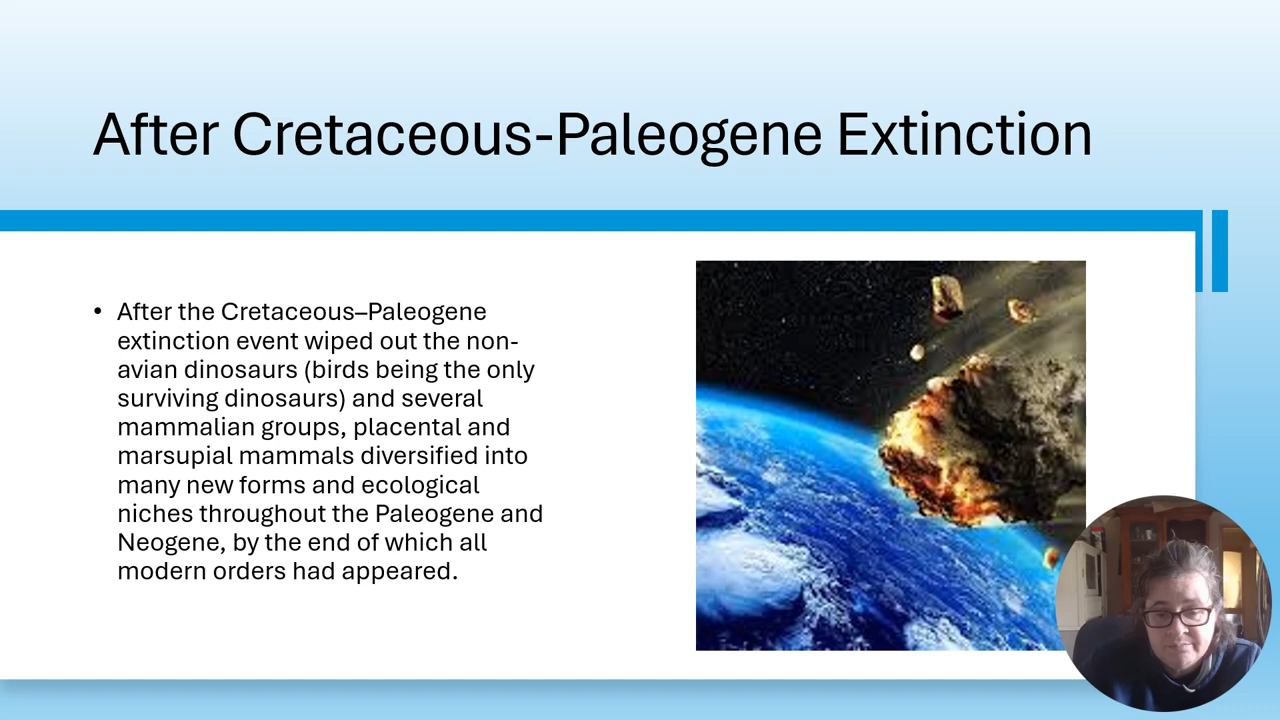 After Cretaceous-Paleogene Extinction
• After the Cretaceous–Paleogene
extinction event wiped out the non-
avian dinosaurs (birds being the only
surviving dinosaurs) and several
mammalian groups, placental and
marsupial mammals diversified into
many new forms and ecological
niches throughout the Paleogene and
Neogene, by the end of which all
modern orders had appeared.